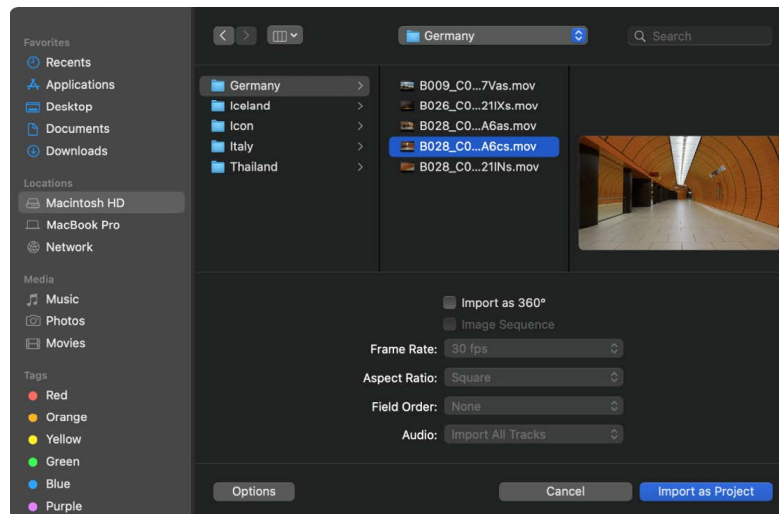 Favorites
Recents
Applications
Desktop
Documents
Downloads
Locations
Macintosh HD
MacBook Pro
Network
Media
Music
Photos
Movies
Tags
Red
Orange
Yellow
Green
Blue
Purple
Germany
Search
Germany
Iceland
Icon
Italy
Thailand
B009_C0...7Vas.mov
B026_C0...21IXs.mov
B028_C0...A6as.mov
B028_C0...A6cs.mov
B028_C0...21INs.mov
Import as 360°
Image Sequence
Frame Rate: 30 fps
Aspect Ratio: Square
Field Order: None
Audio: Import All Tracks
Options
Cancel
Import as Project